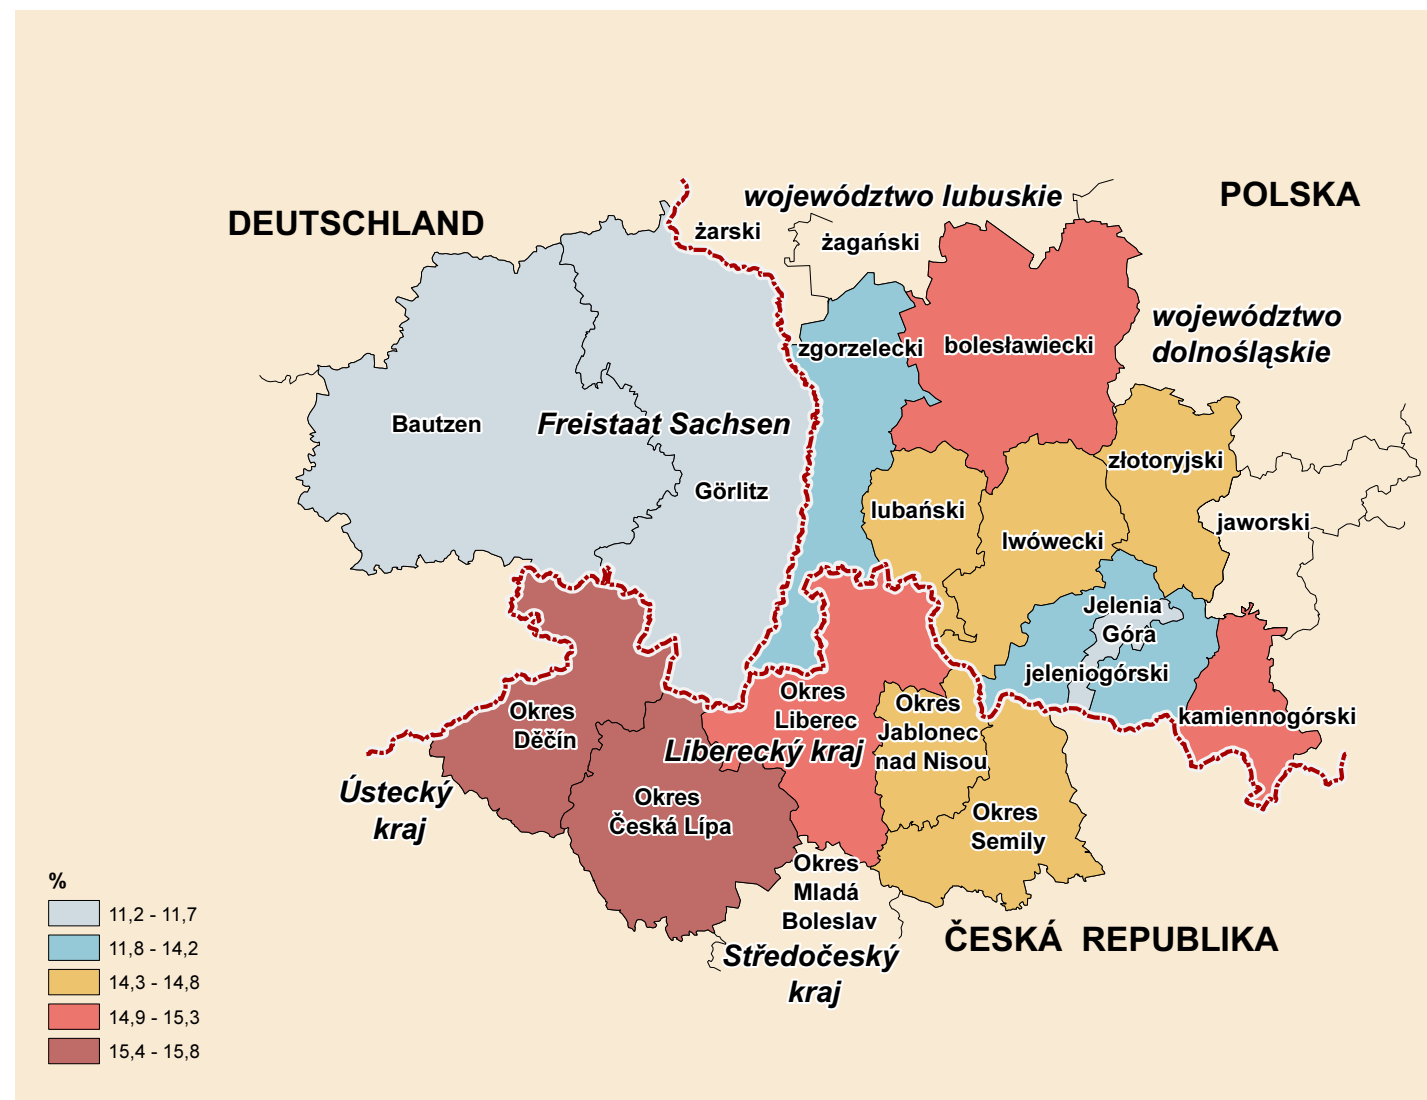 województwo lubuskie
POLSKA
DEUTSCHLAND
żarski
żagański
województwo
dolnośląskie
zgorzelecki
bolesławiecki
Bautzen
Freistaat Sachsen
złotoryjski
Görlitz
lubański
jaworski
lwówecki
Jelenia
Góra
jeleniogórski
Okres
Liberec
Okres
Jablonec
nad Nisou
Okres
Děčín
kamiennogórski
Liberecký kraj
Ústecký
kraj
Okres
Česká Lípa
Okres
Semily
Okres
Mladá
Boleslav
ČESKÁ REPUBLIKA
Středočeský
kraj
%
11,2 - 11,7
11,8 - 14,2
14,3 - 14,8
14,9 - 15,3
15,4 - 15,8